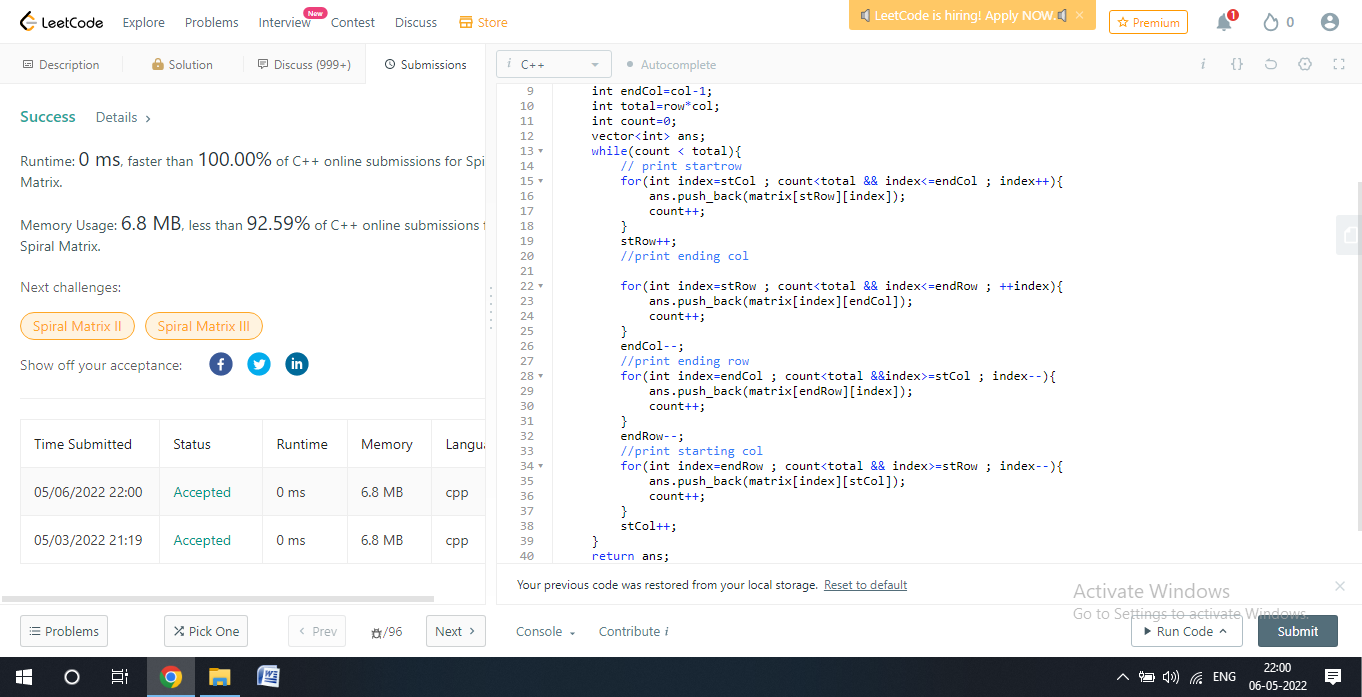 LeetCode Explore Problems Interview New Contest Discuss Store LeetCode is hiring! Apply NOW. × Premium 1 0
Description Solution Discuss (999+) Submissions
i C++ Autocomplete
Success Details >
Runtime: 0 ms, faster than 100.00% of C++ online submissions for Spi
Matrix.
Memory Usage: 6.8 MB, less than 92.59% of C++ online submissions f
Spiral Matrix.
Next challenges:
Spiral Matrix II Spiral Matrix III
Show off your acceptance:
Time Submitted Status Runtime Memory Langua
05/06/2022 22:00 Accepted 0 ms 6.8 MB cpp
05/03/2022 21:19 Accepted 0 ms 6.8 MB cpp
9 int endCol=col-1;
10 int total=row*col;
11 int count=0;
12 vector<int> ans;
13 while(count < total){
14 // print startrow
15 for(int index=stCol ; count<total && index<=endCol ; index++){
16 ans.push_back(matrix[stRow][index]);
17 count++;
18 }
19 stRow++;
20 //print ending col
21
22 for(int index=stRow ; count<total && index<=endRow ; ++index){
23 ans.push_back(matrix[index][endCol]);
24 count++;
25 }
26 endCol--;
27 //print ending row
28 for(int index=endCol ; count<total &&index>=stCol ; index--){
29 ans.push_back(matrix[endRow][index]);
30 count++;
31 }
32 endRow--;
33 //print starting col
34 for(int index=endRow ; count<total && index>=stRow ; index--){
35 ans.push_back(matrix[index][stCol]);
36 count++;
37 }
38 stCol++;
39 }
40 return ans;
Your previous code was restored from your local storage. Reset to default
Activate Windows
Go to Settings to activate Windows.
Problems Pick One < Prev /96 Next > Console Contribute i Run Code Submit
ENG
22:00
06-05-2022